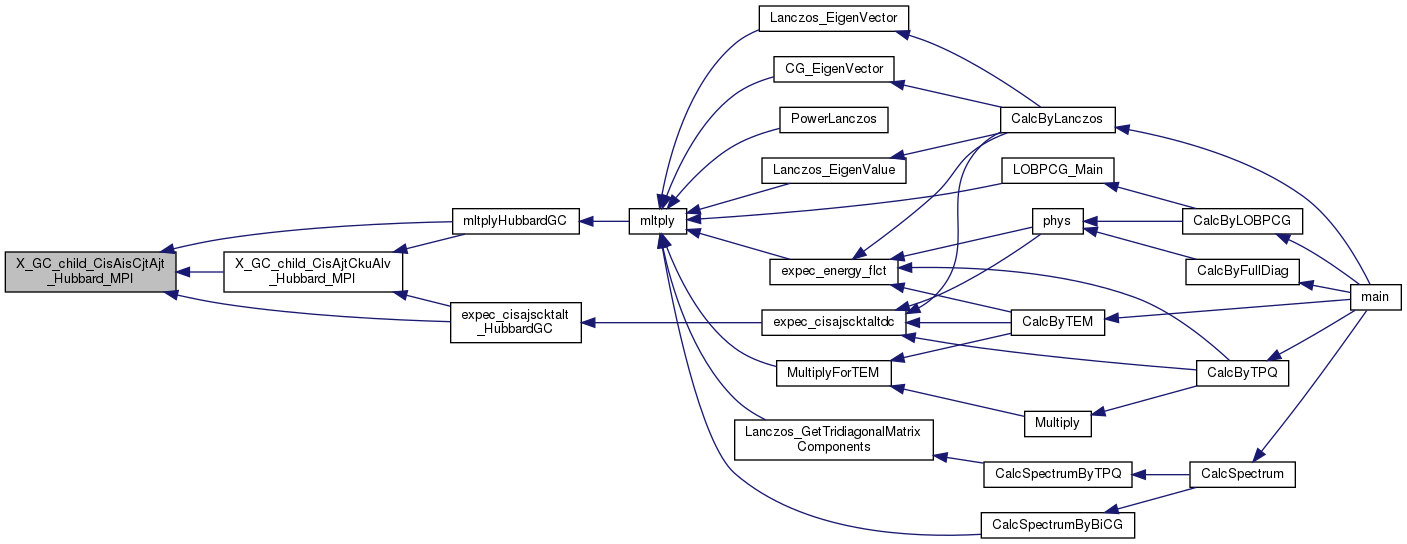 X_GC_child_CisAisCjtAjt
_Hubbard_MPI
mltplyHubbardGC
X_GC_child_CisAjtCkuAlv
_Hubbard_MPI
expec_cisajscktalt
_HubbardGC
mltply
Lanczos_EigenVector
CG_EigenVector
PowerLanczos
Lanczos_EigenValue
expec_energy_flct
expec_cisajscktaltdc
MultiplyForTEM
Lanczos_GetTridiagonalMatrix
Components
CalcByLanczos
LOBPCG_Main
phys
CalcByTEM
Multiply
CalcSpectrumByTPQ
CalcSpectrumByBiCG
CalcByLOBPCG
CalcByFullDiag
CalcByTPQ
CalcSpectrum
main